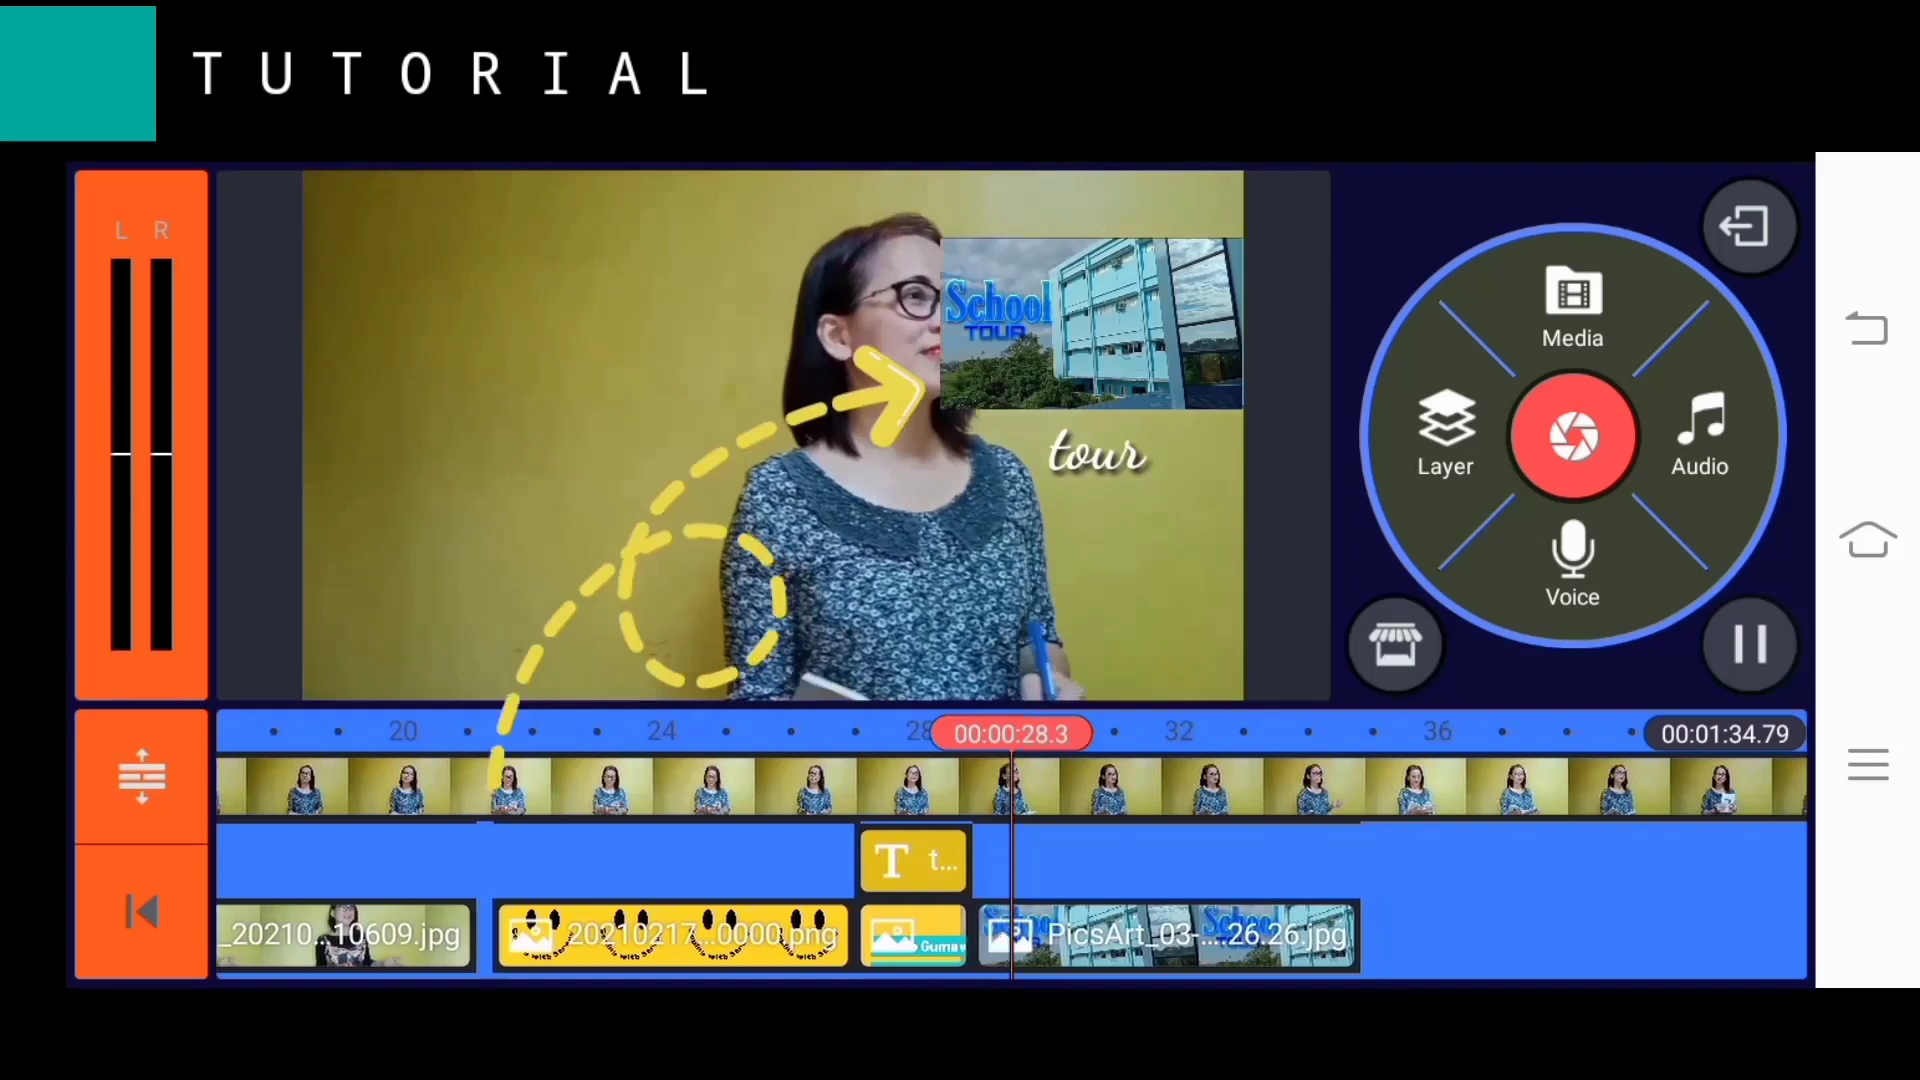 TUTORIAL
L R
School
TOUR
tour
Media
Layer
Audio
Voice
20 24 28 00:00:28.3 32 36 00:01:34.79
T t...
_20210...10609.jpg
20210217...0000.png
PicsArt_03-...26.26.jpg